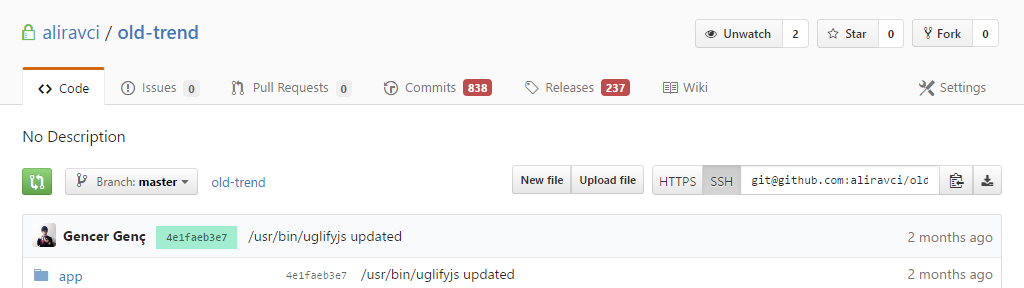 aliravci / old-trend
Unwatch 2 Star 0 Fork 0
Code Issues 0 Pull Requests 0 Commits 838 Releases 237 Wiki Settings
No Description
Branch: master old-trend New file Upload file HTTPS SSH git@github.com:aliravci/old
Gencer Genç 4e1faeb3e7 /usr/bin/uglifyjs updated 2 months ago
app 4e1faeb3e7 /usr/bin/uglifyjs updated 2 months ago